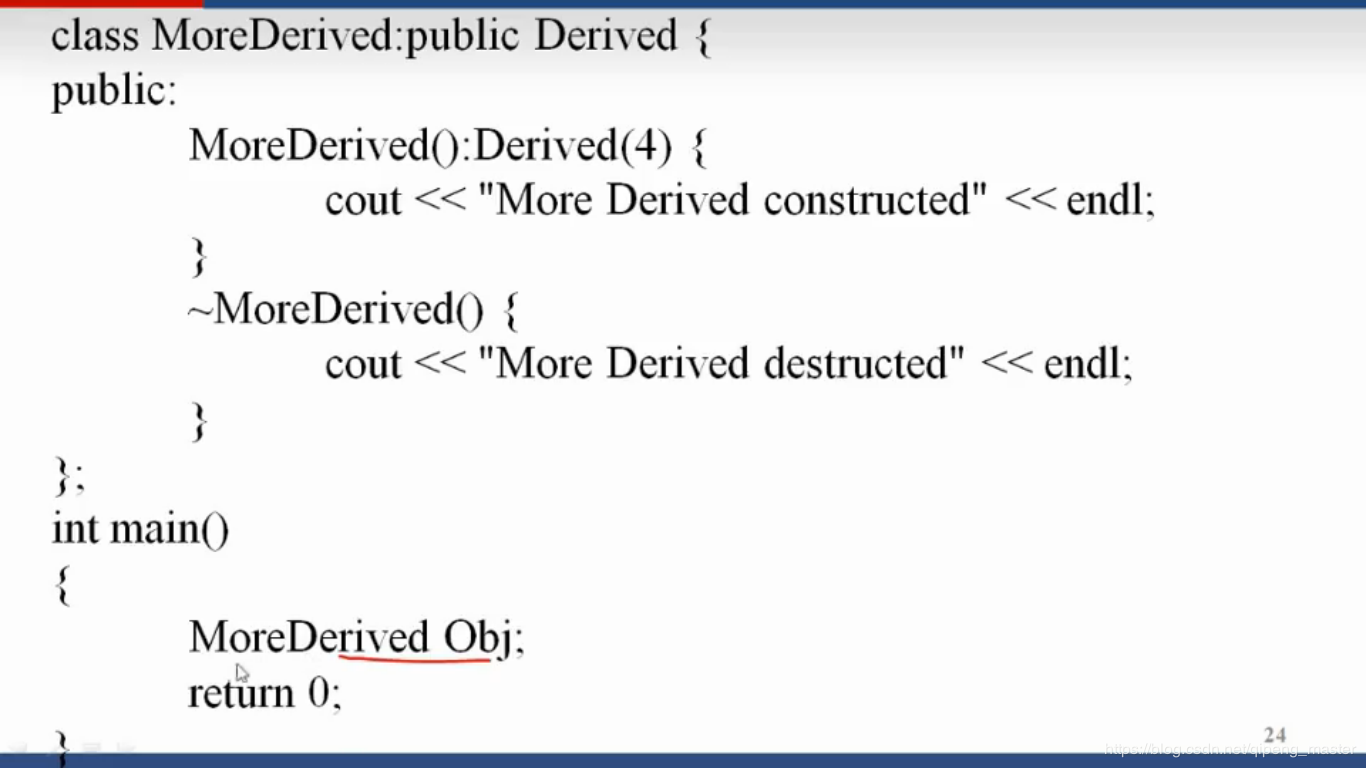 class MoreDerived:public Derived {
public:
MoreDerived():Derived(4) {
cout << "More Derived constructed" << endl;
}
~MoreDerived() {
cout << "More Derived destructed" << endl;
}
};
int main()
{
MoreDerived Obj;
return 0;
}
24
https://blog.csdn.net/qipeng_master